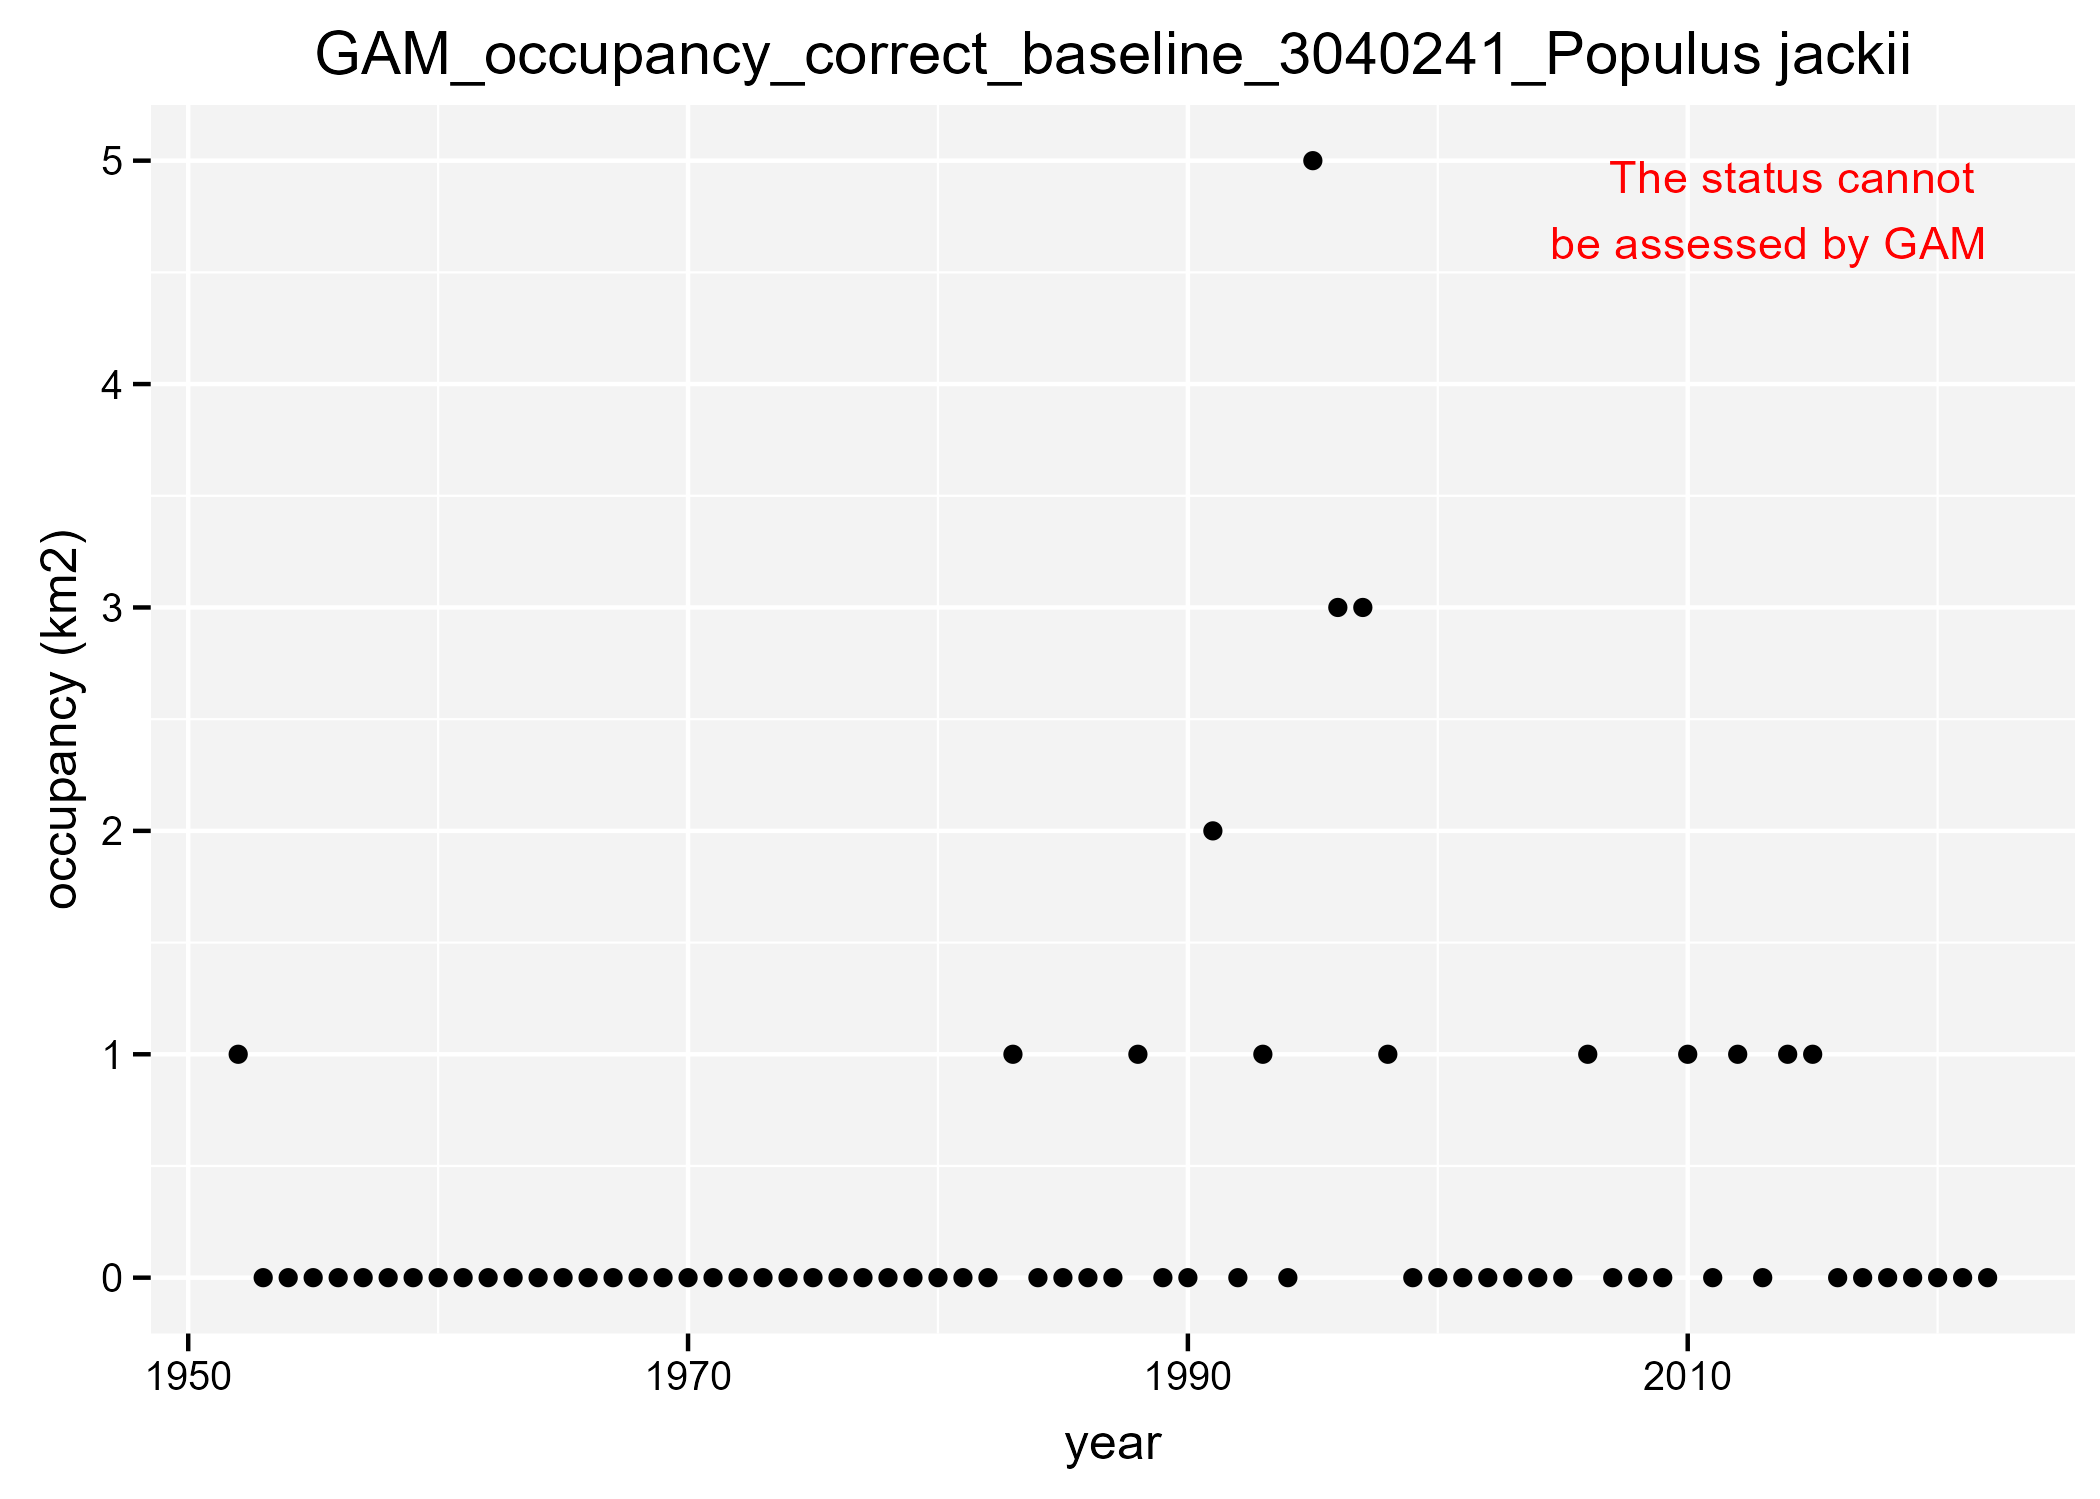 GAM_occupancy_correct_baseline_3040241_Populus jackii
The status cannot
be assessed by GAM
occupancy (km2)
5
4
3
2
1
0
1950 1970 1990 2010
year